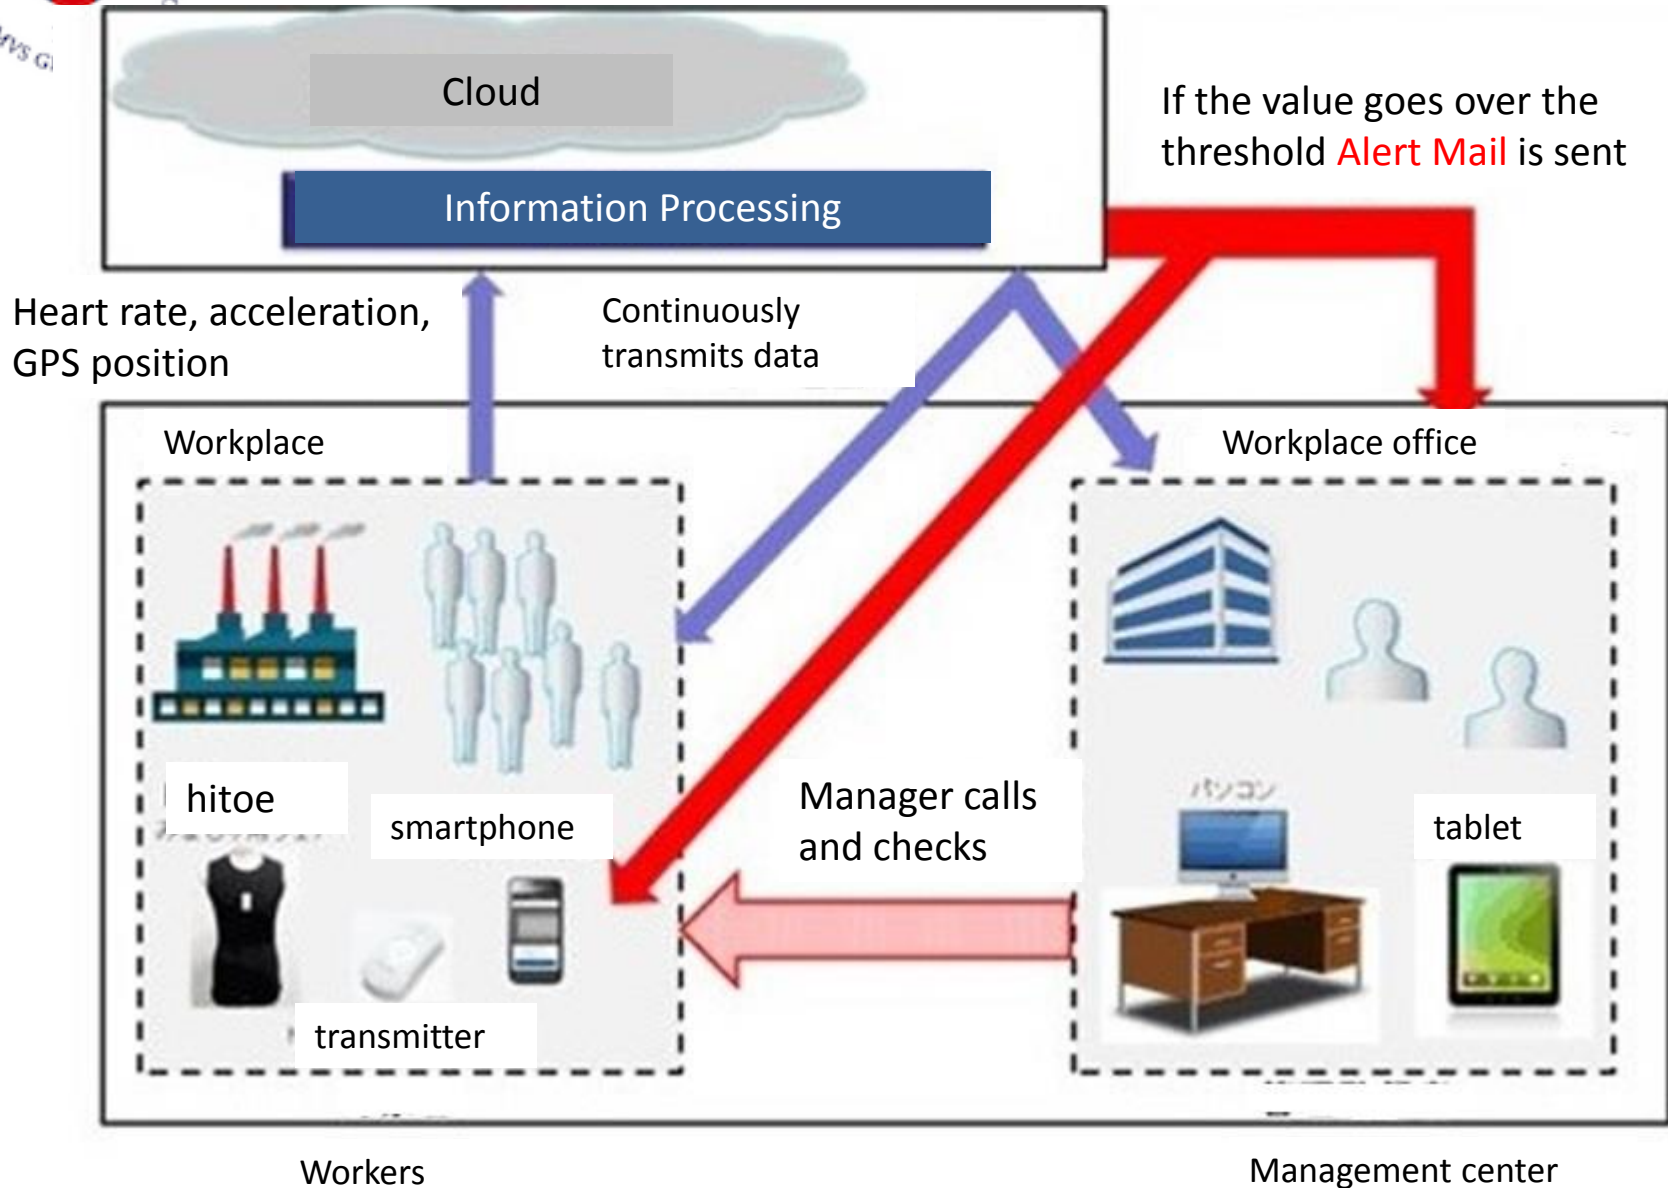 Cloud
Information Processing
If the value goes over the
threshold Alert Mail is sent
Heart rate, acceleration,
GPS position
Continuously
transmits data
Workplace
Workplace office
hitoe
smartphone
transmitter
Manager calls
and checks
パソコン
tablet
Workers
Management center